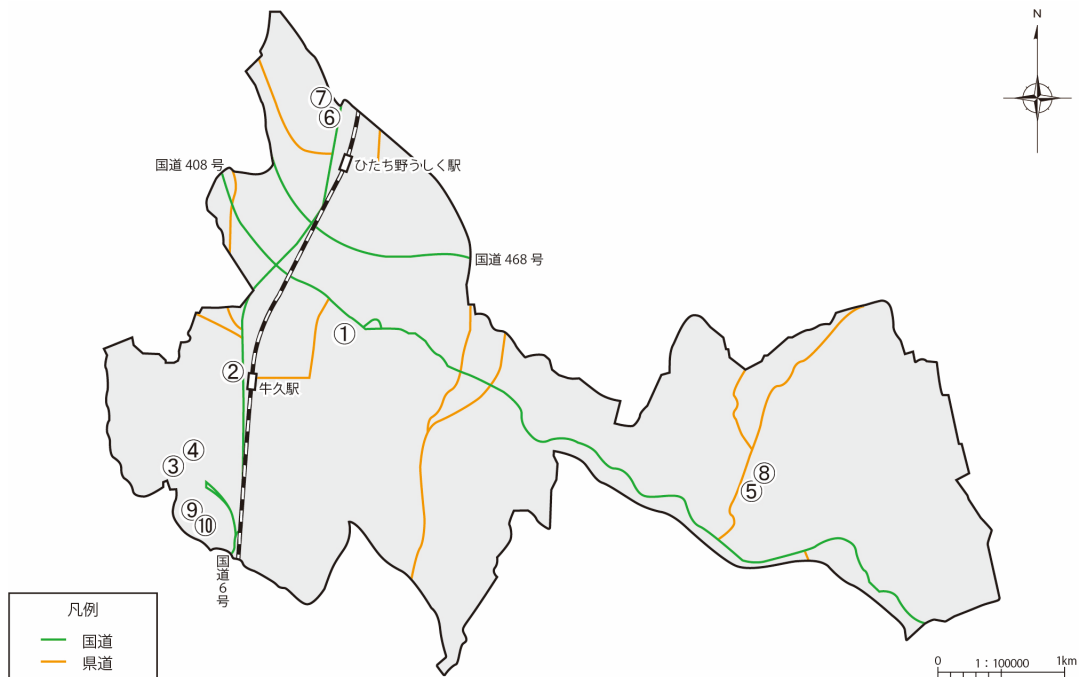 N
⑦
⑥
国道 408 号
ひたち野うしく駅
国道 468 号
①
②
牛久駅
④
③
⑧
⑤
⑨
⑩
国道6号
凡例
国道
県道
0 1:100000 1km